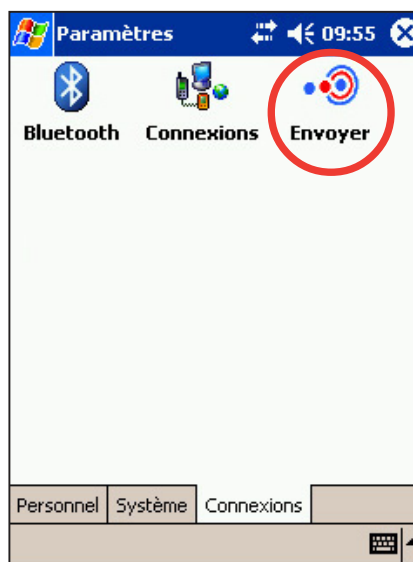 Paramètres 09:55
Bluetooth Connexions Envoyer
Personnel Système Connexions